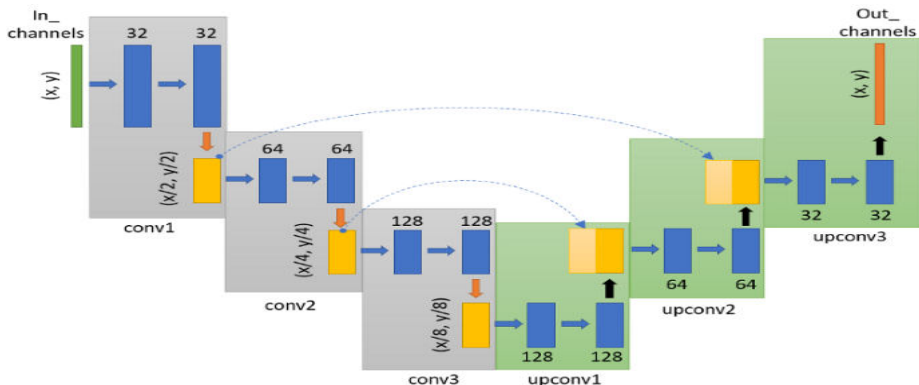 In_
channels
(x, y)
32
32
(x/2, y/2)
conv1
64
64
(x/4, y/4)
conv2
128
128
(x/8, y/8)
conv3
128
128
upconv1
64
64
upconv2
32
32
upconv3
Out_
channels
(x, y)